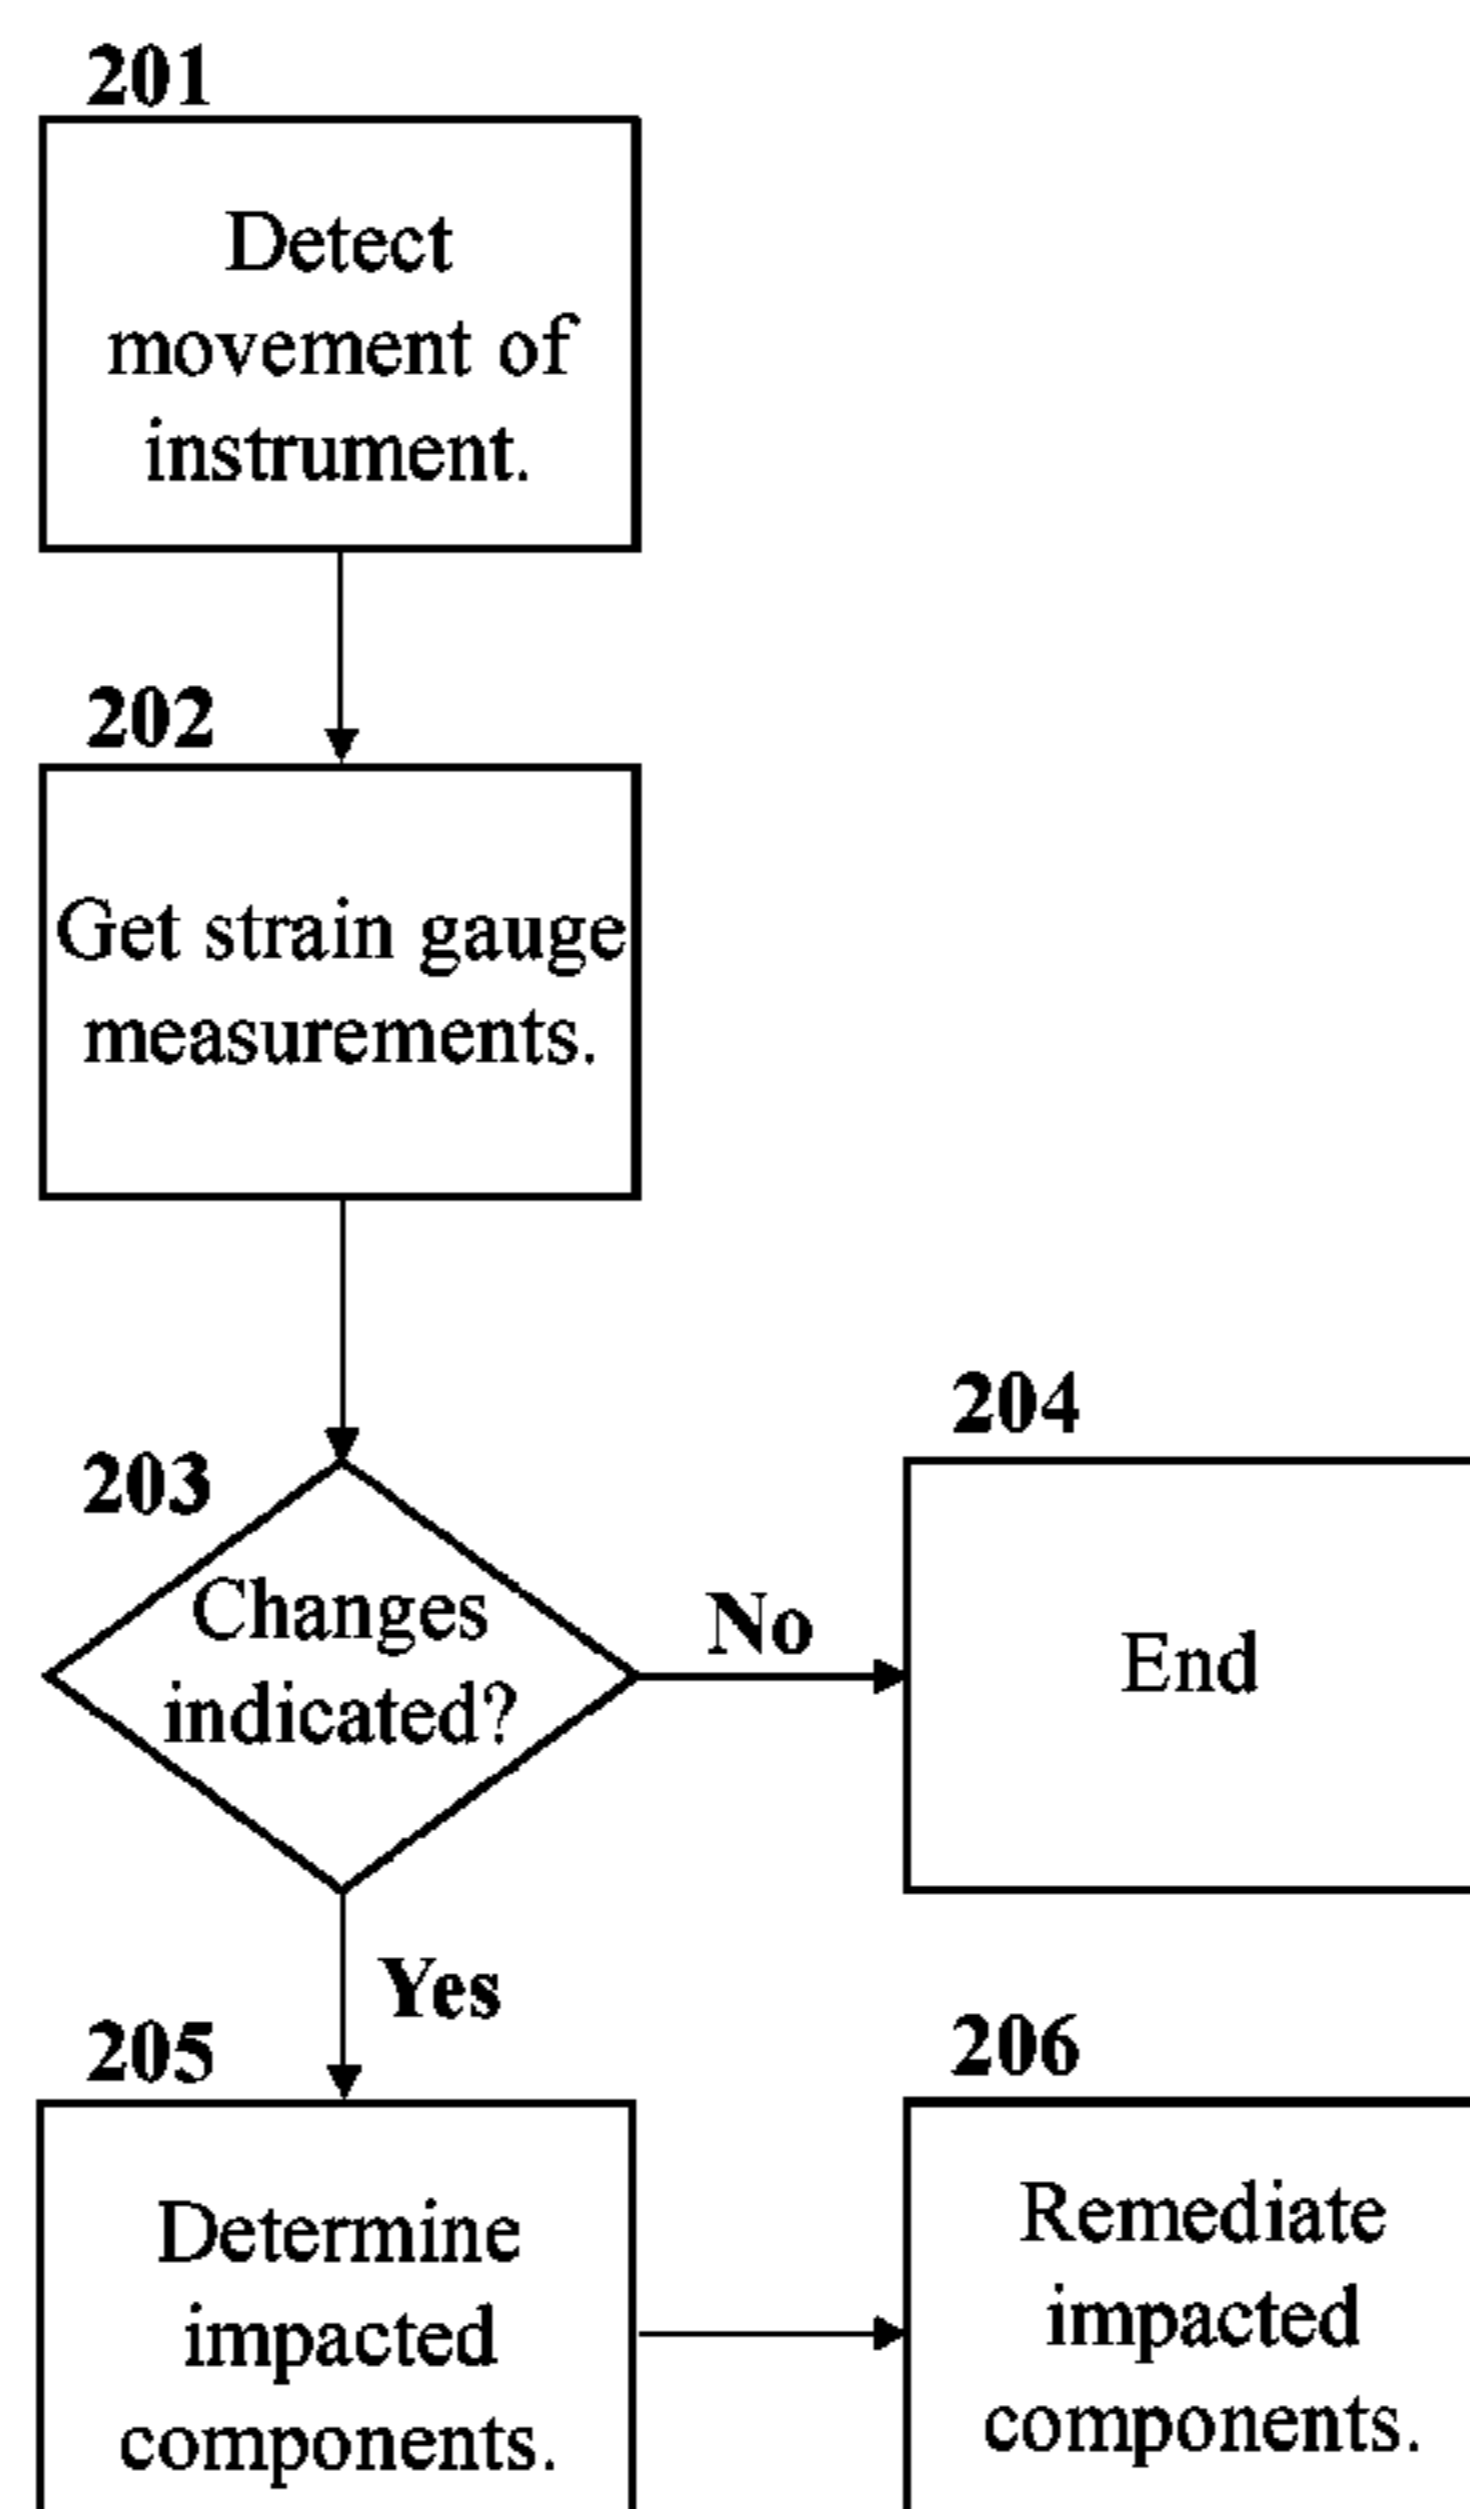 201
Detect
movement of
instrument.
202
Get strain gauge
measurements.
203
Changes
indicated?
No
204
End
Yes
205
Determine
impacted
components.
206
Remediate
impacted
components.